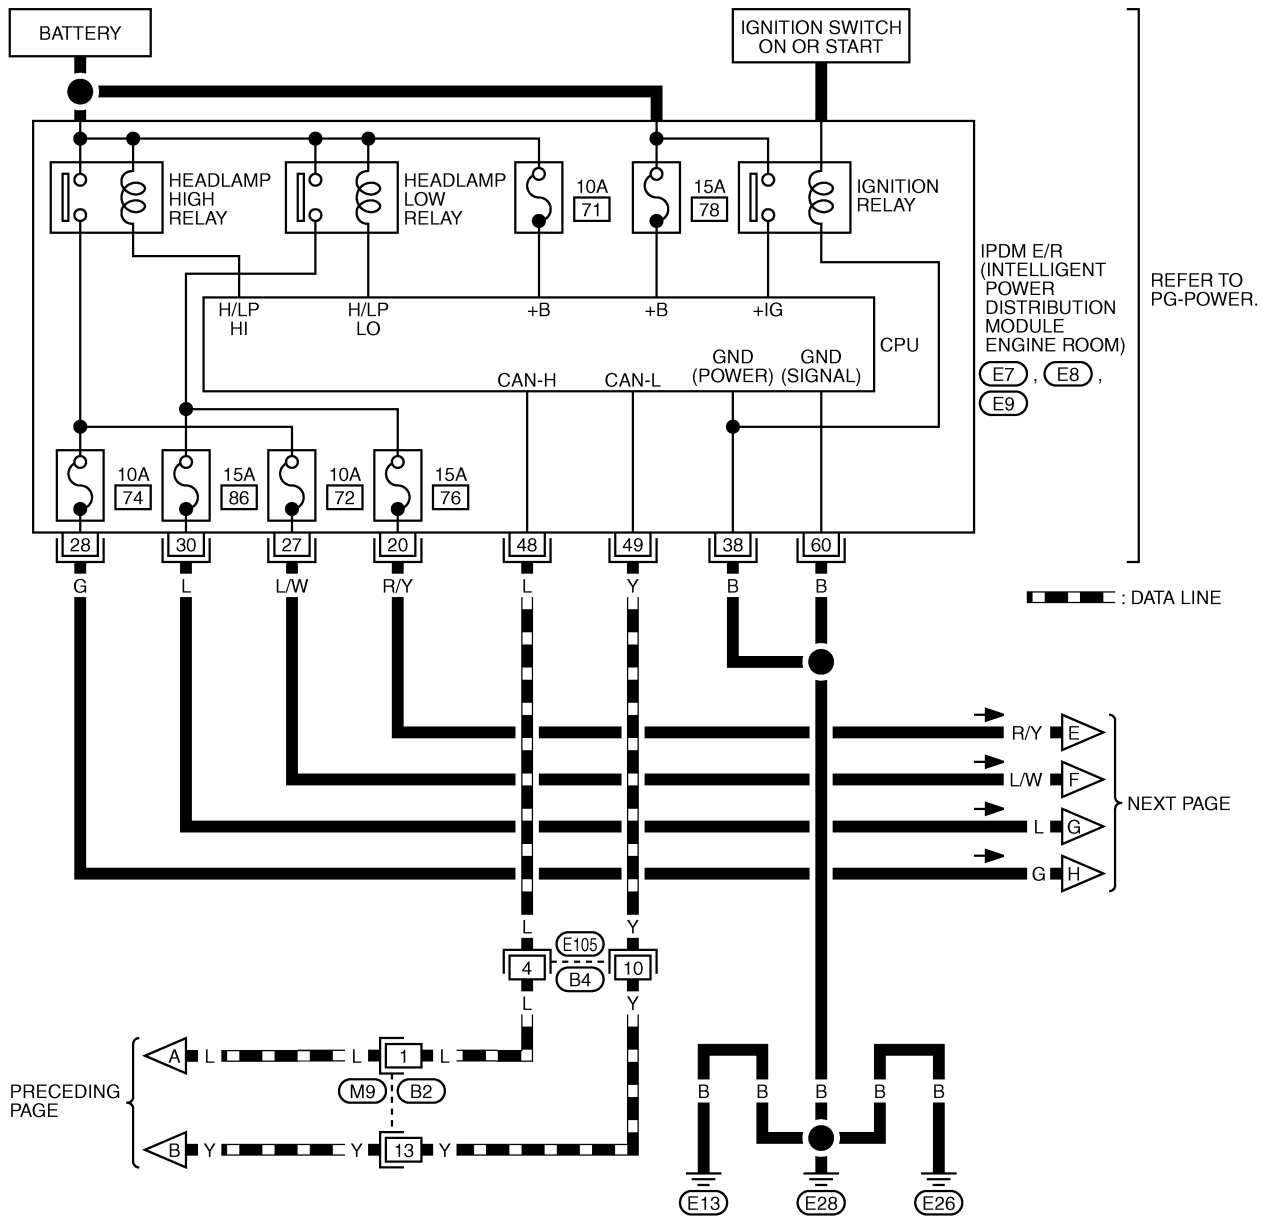 BATTERY
IGNITION SWITCH
ON OR START
HEADLAMP
HIGH
RELAY
HEADLAMP
LOW
RELAY
10A
71
15A
78
IGNITION
RELAY
IPDM E/R
(INTELLIGENT
POWER
DISTRIBUTION
MODULE
ENGINE ROOM)
E7 , E8 ,
E9
REFER TO
PG-POWER.
H/LP
HI
H/LP
LO
+B
+B
+IG
CPU
CAN-H
CAN-L
GND
(POWER)
GND
(SIGNAL)
10A
74
15A
86
10A
72
15A
76
28
30
27
20
48
49
38
60
G
L
L/W
R/Y
L
Y
B
B
: DATA LINE
R/Y
E
L/W
F
L
G
G
H
NEXT PAGE
L
Y
E105
4
10
B4
L
Y
A
L
L
1
L
PRECEDING
PAGE
M9
B2
B
Y
Y
13
Y
B
B
B
B
B
E13
E28
E26